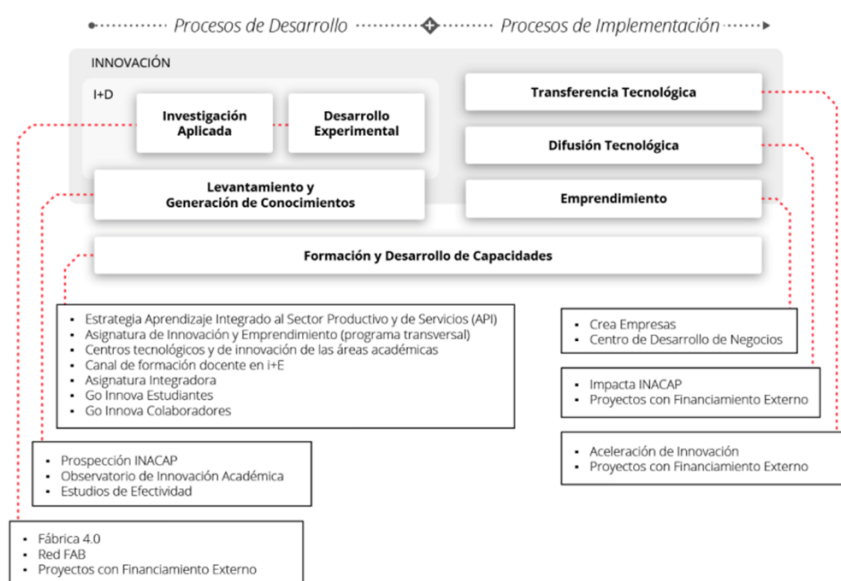 Procesos de Desarrollo
Procesos de Implementación
INNOVACIÓN
I+D
Investigación
Aplicada
Desarrollo
Experimental
Levantamiento y
Generación de Conocimientos
Transferencia Tecnológica
Difusión Tecnológica
Emprendimiento
Formación y Desarrollo de Capacidades
▪ Estrategia Aprendizaje Integrado al Sector Productivo y de Servicios (API)
▪ Asignatura de Innovación y Emprendimiento (programa transversal)
▪ Centros tecnológicos y de innovación de las áreas académicas
▪ Canal de formación docente en i+E
▪ Asignatura Integradora
▪ Go Innova Estudiantes
▪ Go Innova Colaboradores
▪ Prospección INACAP
▪ Observatorio de Innovación Académica
▪ Estudios de Efectividad
▪ Fábrica 4.0
▪ Red FAB
▪ Proyectos con Financiamiento Externo
▪ Crea Empresas
▪ Centro de Desarrollo de Negocios
▪ Impacta INACAP
▪ Proyectos con Financiamiento Externo
▪ Aceleración de Innovación
▪ Proyectos con Financiamiento Externo